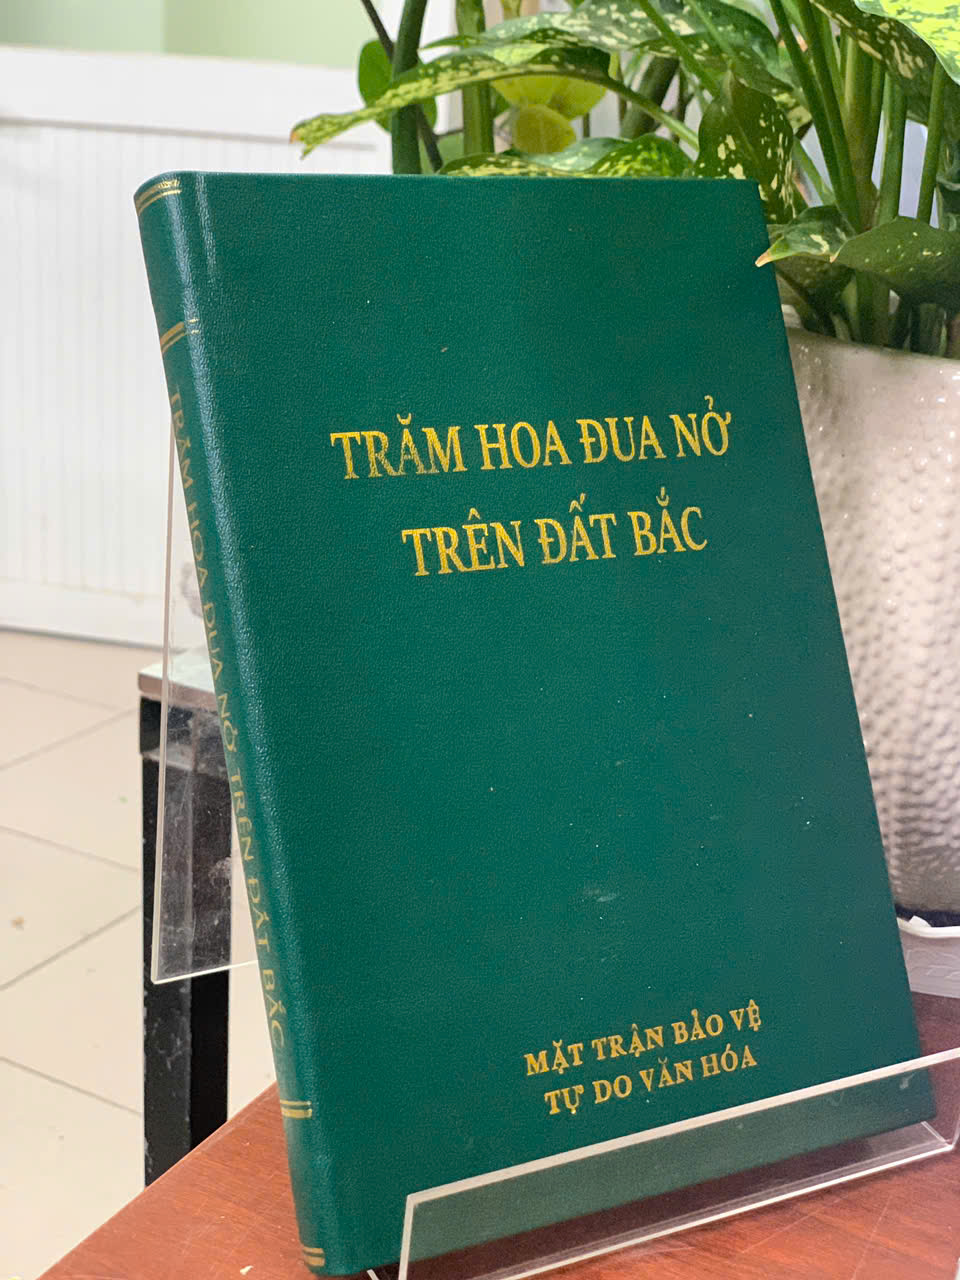 TRĂM HOA ĐUA NỞ
TRÊN ĐẤT BẮC
MẶT TRẬN BẢO VỆ
TỰ DO VĂN HÓA
TRĂM HOA ĐUA NỞ TRÊN ĐẤT BẮC